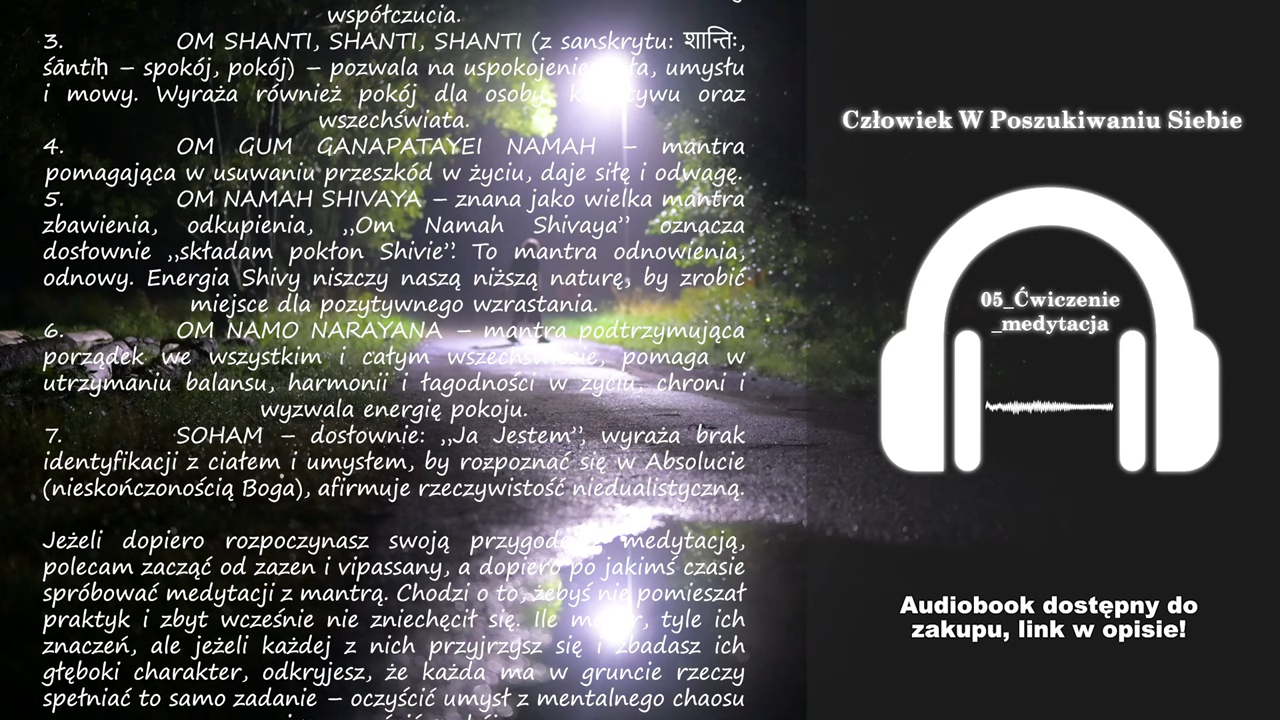 współczucia.
3. OM SHANTI, SHANTI, SHANTI (z sanskrytu: शान्तिः,
śāntiḥ – spokój, pokój) – pozwala na uspokojenie ciała, umysłu
i mowy. Wyraża również pokój dla osoby, kolektywu oraz
wszechświata.
4. OM GUM GANAPATAYEI NAMAH – mantra
pomagająca w usuwaniu przeszkód w życiu, daje siłę i odwagę.
5. OM NAMAH SHIVAYA – znana jako wielka mantra
zbawienia, odkupienia, ,,Om Namah Shivaya” oznacza
dosłownie ,,składam pokłon Shivie”. To mantra odnowienia,
odnowy. Energia Shivy niszczy naszą niższą naturę, by zrobić
miejsce dla pozytywnego wzrastania.
6. OM NAMO NARAYANA – mantra podtrzymująca
porządek we wszystkim i całym wszechświecie, pomaga w
utrzymaniu balansu, harmonii i łagodności w życiu, chroni i
wyzwala energię pokoju.
7. SOHAM – dosłownie: ,,Ja Jestem”, wyraża brak
identyfikacji z ciałem i umysłem, by rozpoznać się w Absolucie
(nieskończonością Boga), afirmuje rzeczywistość niedualistyczną.
Jeżeli dopiero rozpoczynasz swoją przygodę z medytacją,
polecam zacząć od zazen i vipassany, a dopiero po jakimś czasie
spróbować medytacji z mantrą. Chodzi o to, żebyś nie pomieszał
praktyk i zbyt wcześnie nie zniechęcił się. Ile mantr, tyle ich
znaczeń, ale jeżeli każdej z nich przyjrzysz się i zbadasz ich
głęboki charakter, odkryjesz, że każda ma w gruncie rzeczy
spełniać to samo zadanie – oczyścić umysł z mentalnego chaosu
Człowiek W Poszukiwaniu Siebie
05_Ćwiczenie
_medytacja
Audiobook dostępny do
zakupu, link w opisie!